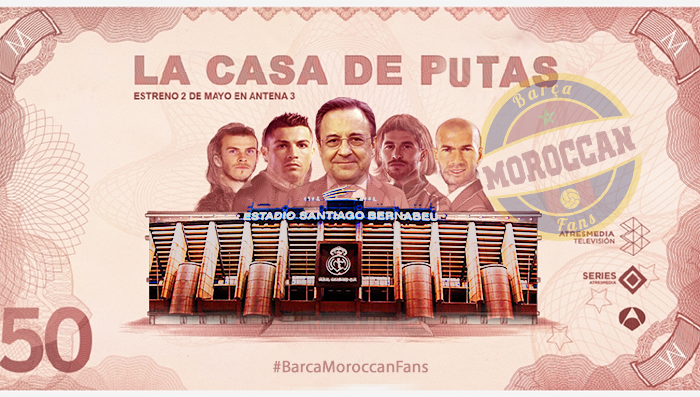 M
M
LA CASA DE PUTAS
ESTRENO 2 DE MAYO EN ANTENA 3
Barça
MOROCCAN
Fans
ESTADIO SANTIAGO BERNABEU
ATRESMEDIA
TELEVISIÓN
SERIES
ATRESMEDIA
50
#BarcaMoroccanFans
M